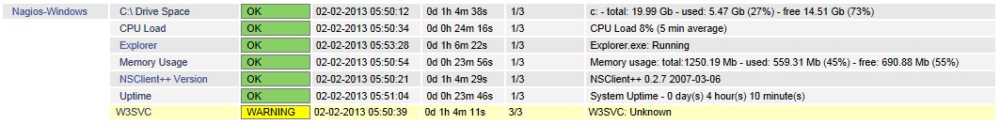 Nagios-Windows C:\ Drive Space OK 02-02-2013 05:50:12 0d 1h 4m 38s 1/3 c: - total: 19.99 Gb - used: 5.47 Gb (27%) - free 14.51 Gb (73%)
CPU Load OK 02-02-2013 05:50:34 0d 0h 24m 16s 1/3 CPU Load 8% (5 min average)
Explorer OK 02-02-2013 05:53:28 0d 1h 6m 22s 1/3 Explorer.exe: Running
Memory Usage OK 02-02-2013 05:50:54 0d 0h 23m 56s 1/3 Memory usage: total:1250.19 Mb - used: 559.31 Mb (45%) - free: 690.88 Mb (55%)
NSClient++ Version OK 02-02-2013 05:50:21 0d 1h 4m 29s 1/3 NSClient++ 0.2.7 2007-03-06
Uptime OK 02-02-2013 05:51:04 0d 0h 23m 46s 1/3 System Uptime - 0 day(s) 4 hour(s) 10 minute(s)
W3SVC WARNING 02-02-2013 05:50:39 0d 1h 4m 11s 3/3 W3SVC: Unknown